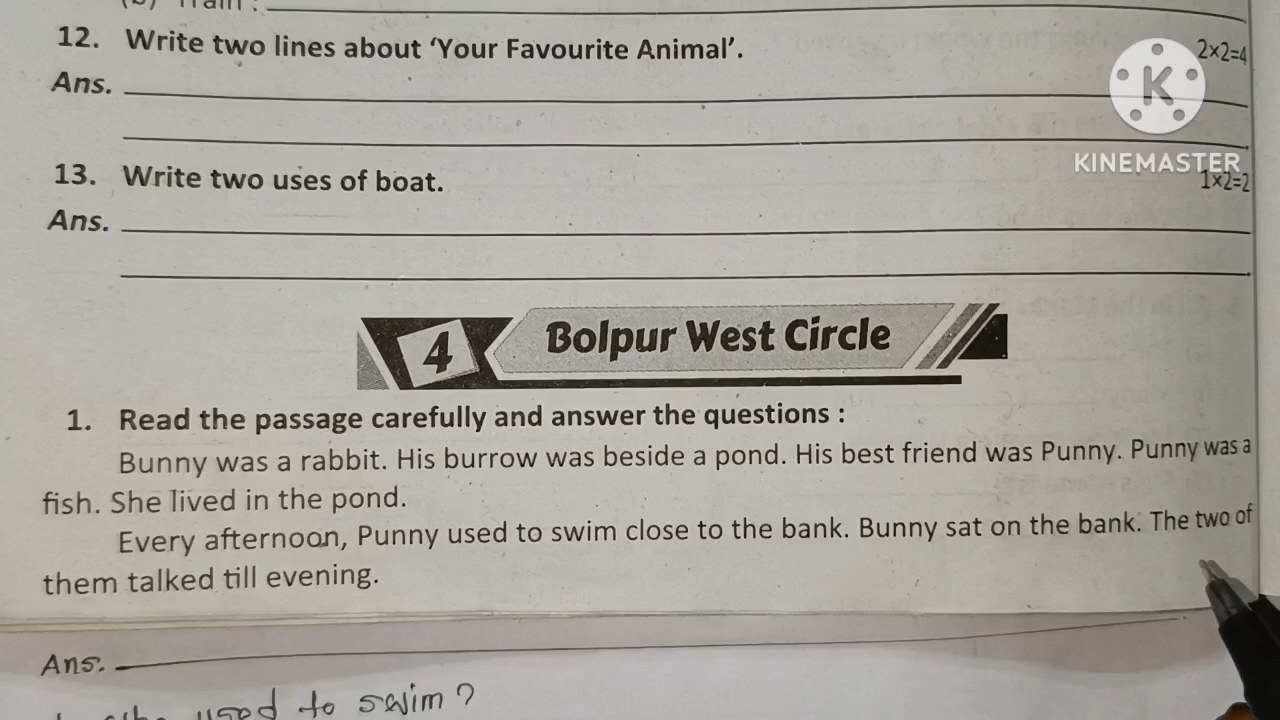 Train :
12. Write two lines about ‘Your Favourite Animal’. 2×2=4
Ans.
KINEMASTER
13. Write two uses of boat. 1×2=2
Ans.
4 Bolpur West Circle
1. Read the passage carefully and answer the questions :
Bunny was a rabbit. His burrow was beside a pond. His best friend was Punny. Punny was a
fish. She lived in the pond.
Every afternoon, Punny used to swim close to the bank. Bunny sat on the bank. The two of
them talked till evening.
Ans.
used to swim?